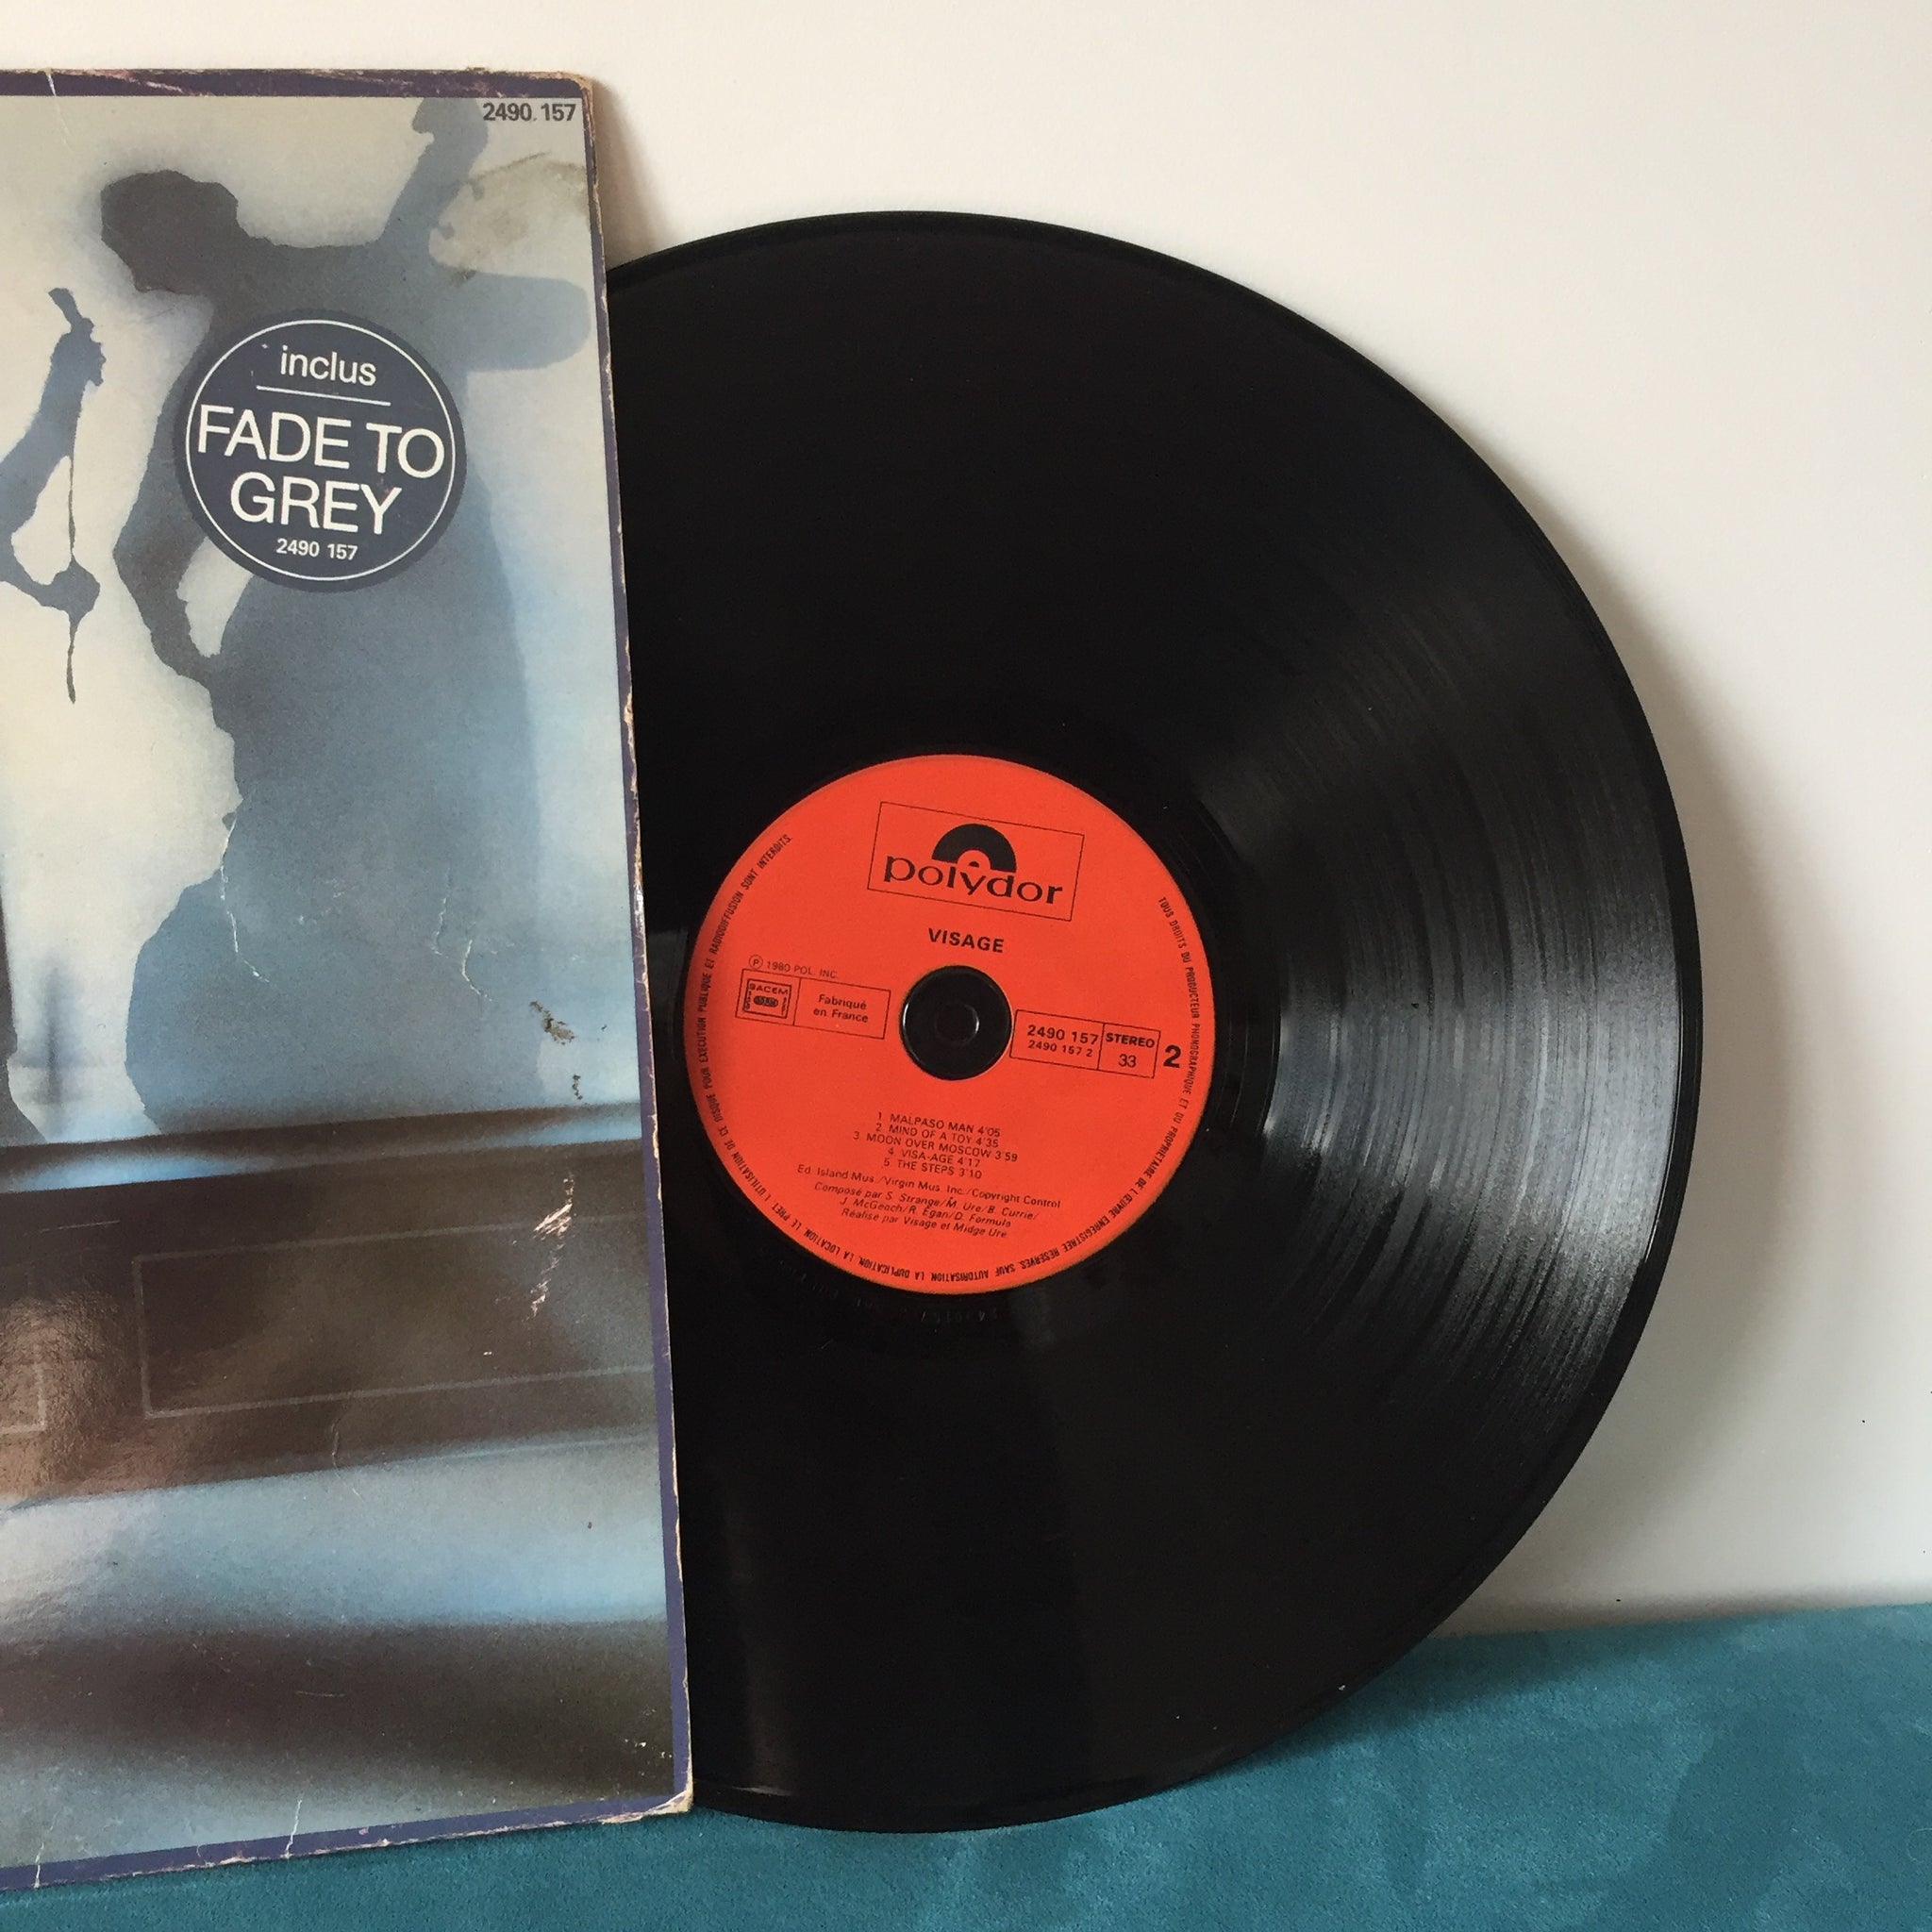 2490. 157
inclus
FADE TO
GREY
2490 157
polydor
VISAGE
Ⓟ 1980 POL. INC.
SACEM
Fabriqué
en France
2490 157
2490 157 2
STEREO
33
2
1. MALPASO MAN 4'05
2. MIND OF A TOY 4'35
3. MOON OVER MOSCOW 3'59
4. VISA-AGE 4'17
5. THE STEPS 3'10
Ed. Island Mus./Virgin Mus. Inc./Copyright Control
Composé par S. Strange/M. Ure/B. Currie/
J. McGeoch/R. Egan/D. Formula
Réalisé par Visage et Midge Ure
TOUS DROITS DU PRODUCTEUR PHONOGRAPHIQUE ET DU PROPRIETAIRE DE L'ŒUVRE ENREGISTREE RESERVES. SAUF AUTORISATION, LA DUPLICATION, LA LOCATION, LE PRET, L'UTILISATION DE CE DISQUE POUR EXECUTION PUBLIQUE ET RADIODIFFUSION SONT INTERDITS